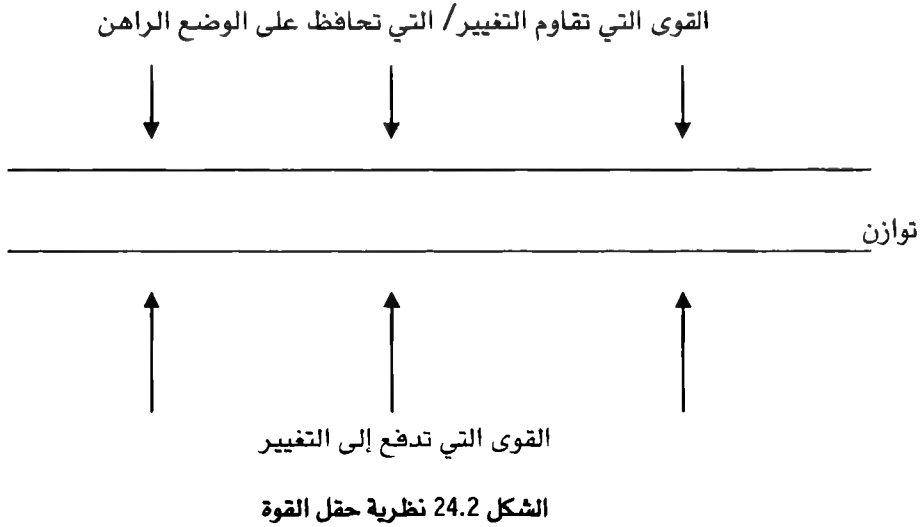 القوى التي تقاوم التغيير/ التي تحافظ على الوضع الراهن
توازن
القوى التي تدفع إلى التغيير
الشكل 24.2 نظرية حقل القوة